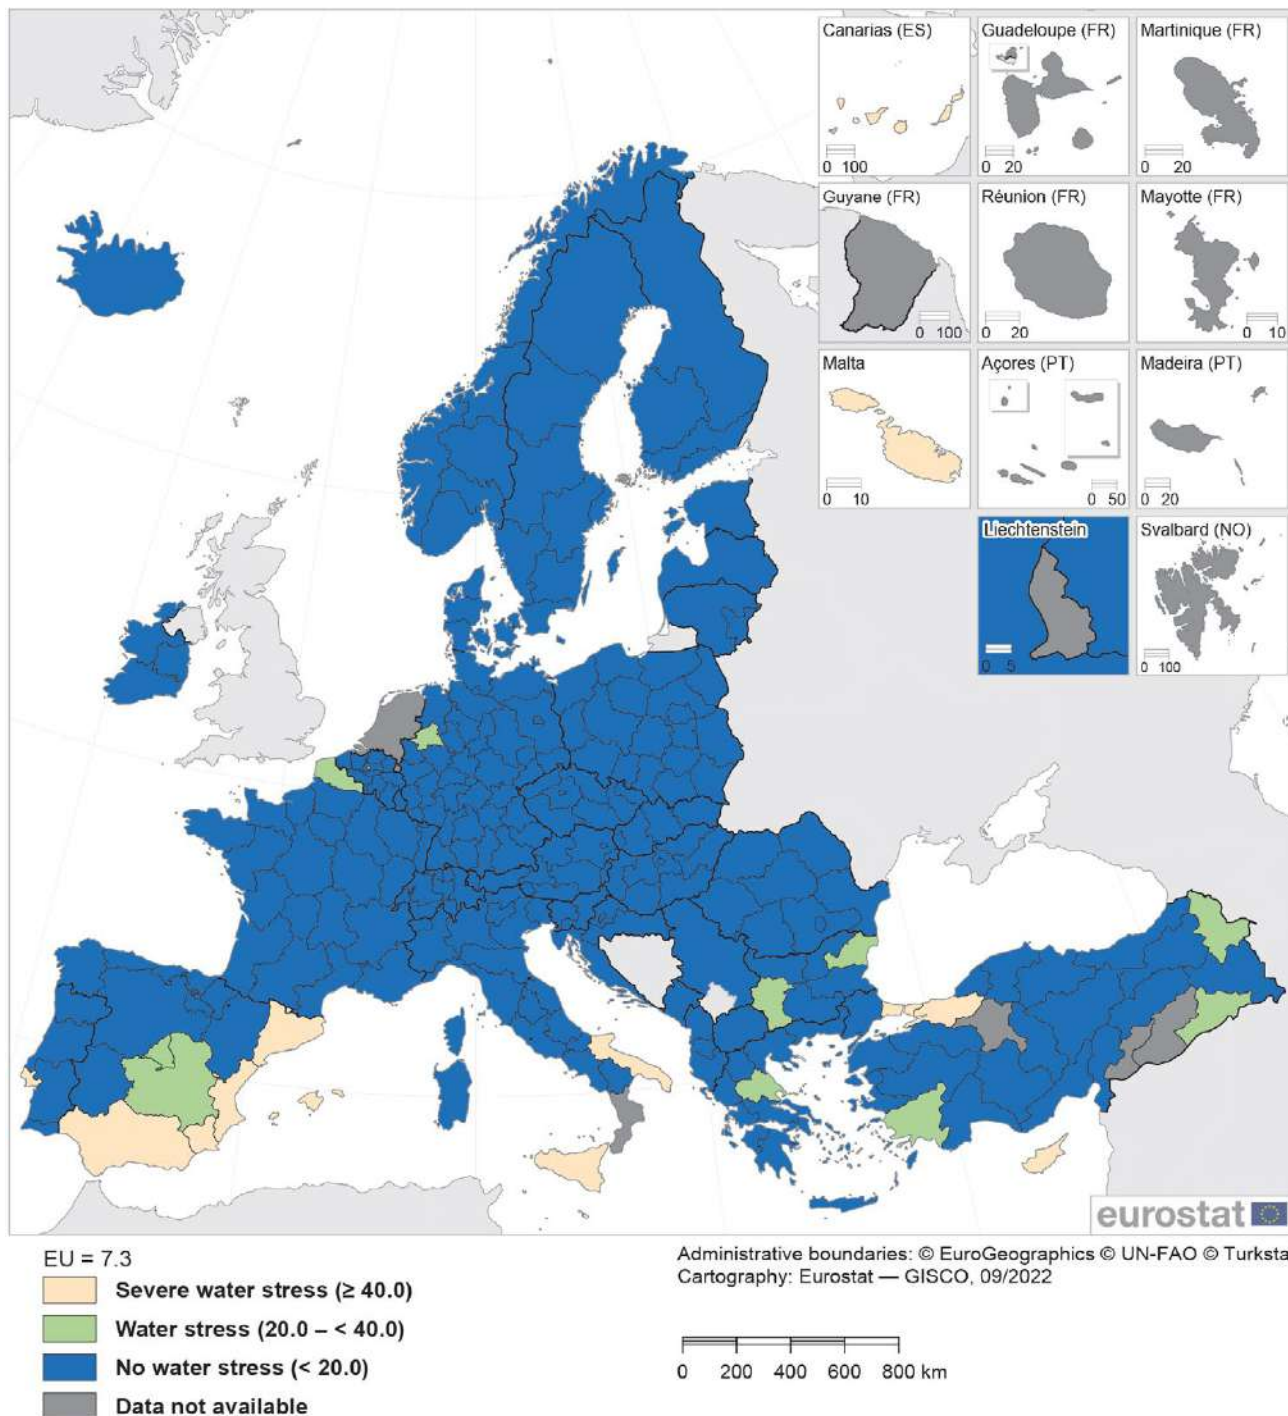 Canarias (ES)
0 100
Guadeloupe (FR)
0 20
Martinique (FR)
0 20
Guyane (FR)
0 100
Réunion (FR)
0 20
Mayotte (FR)
0 10
Malta
0 10
Açores (PT)
0 50
Madeira (PT)
0 20
Liechtenstein
0 5
Svalbard (NO)
0 100
eurostat
EU = 7.3
Severe water stress (≥ 40.0)
Water stress (20.0 – < 40.0)
No water stress (< 20.0)
Data not available
Administrative boundaries: © EuroGeographics © UN-FAO © Turksta
Cartography: Eurostat — GISCO, 09/2022
0 200 400 600 800 km